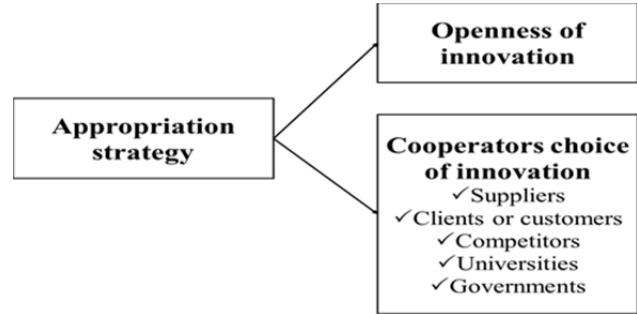 Openness of
innovation
Appropriation
strategy
Cooperators choice
of innovation
✓Suppliers
✓Clients or customers
✓Competitors
✓Universities
✓Governments